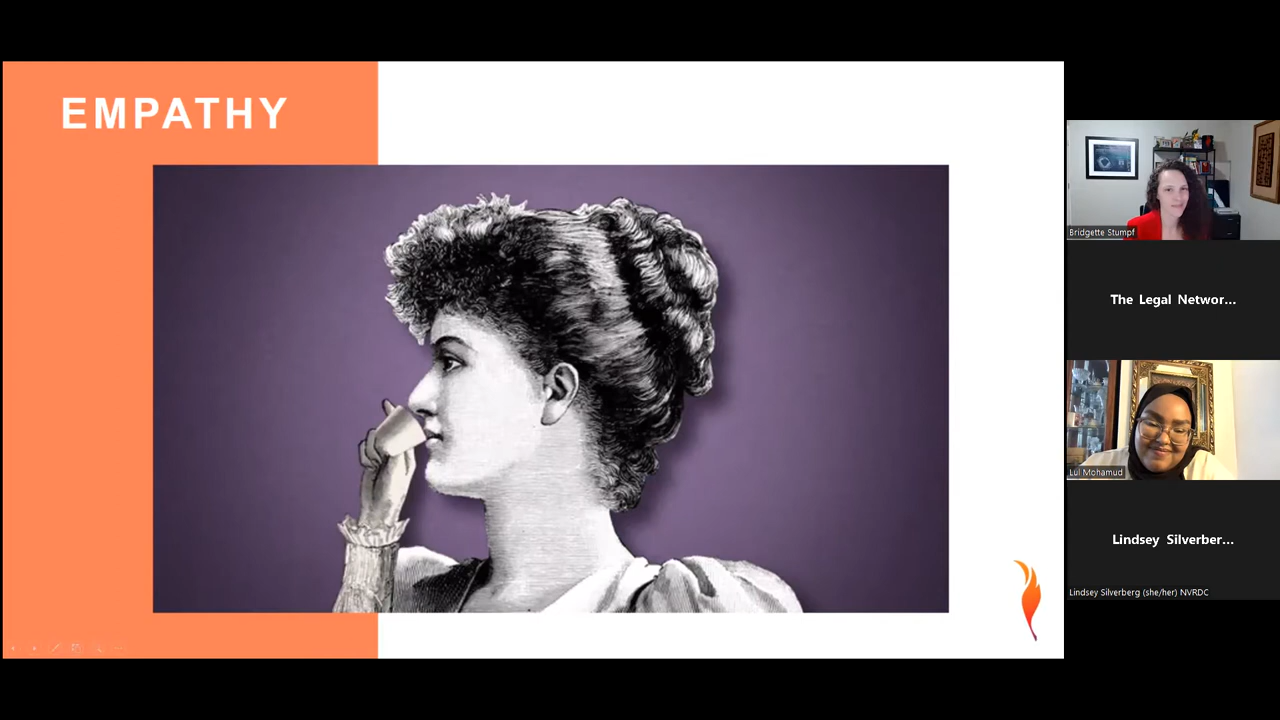 EMPATHY
Bridgette Stumpf
The Legal Networ...
Lul Mohamud
Lindsey Silverber...
Lindsey Silverberg (she/her) NVRDC